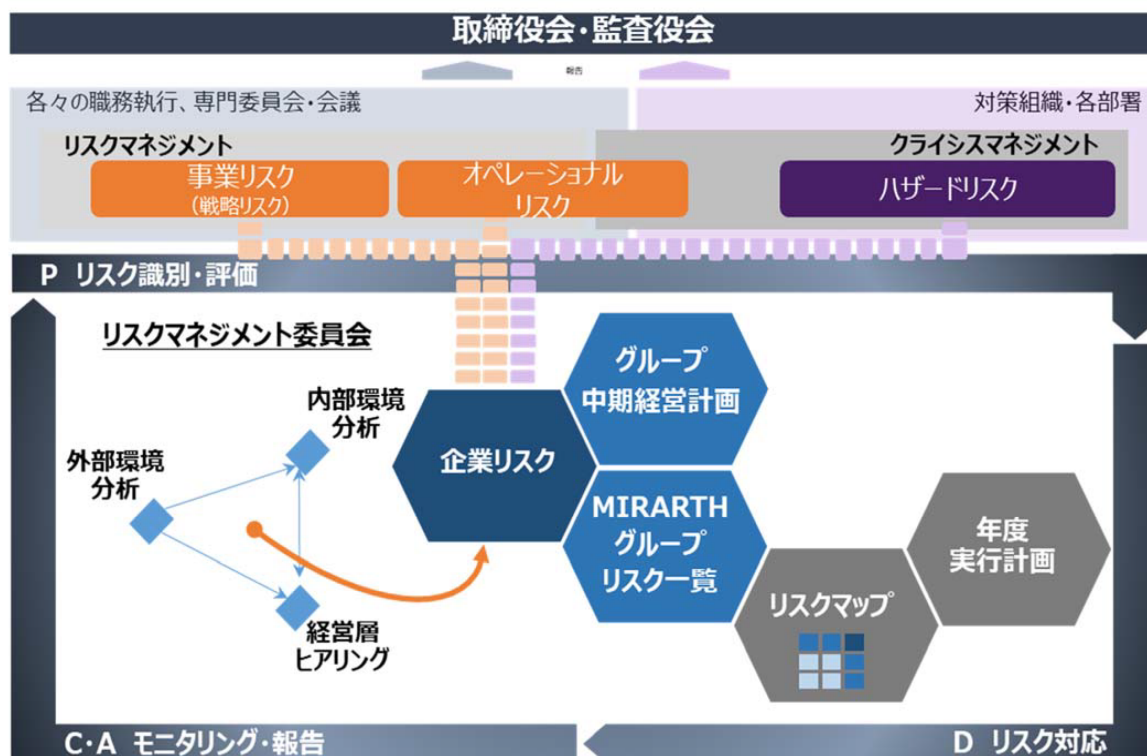 取締役会・監査役会
報告
各々の職務執行、専門委員会・会議
対策組織・各部署
リスクマネジメント
クライシスマネジメント
事業リスク
(戦略リスク)
オペレーショナル
リスク
ハザードリスク
P リスク識別・評価
リスクマネジメント委員会
内部環境
分析
外部環境
分析
経営層
ヒアリング
企業リスク
グループ
中期経営計画
MIRARTH
グループ
リスク一覧
リスクマップ
年度
実行計画
C・A モニタリング・報告
D リスク対応